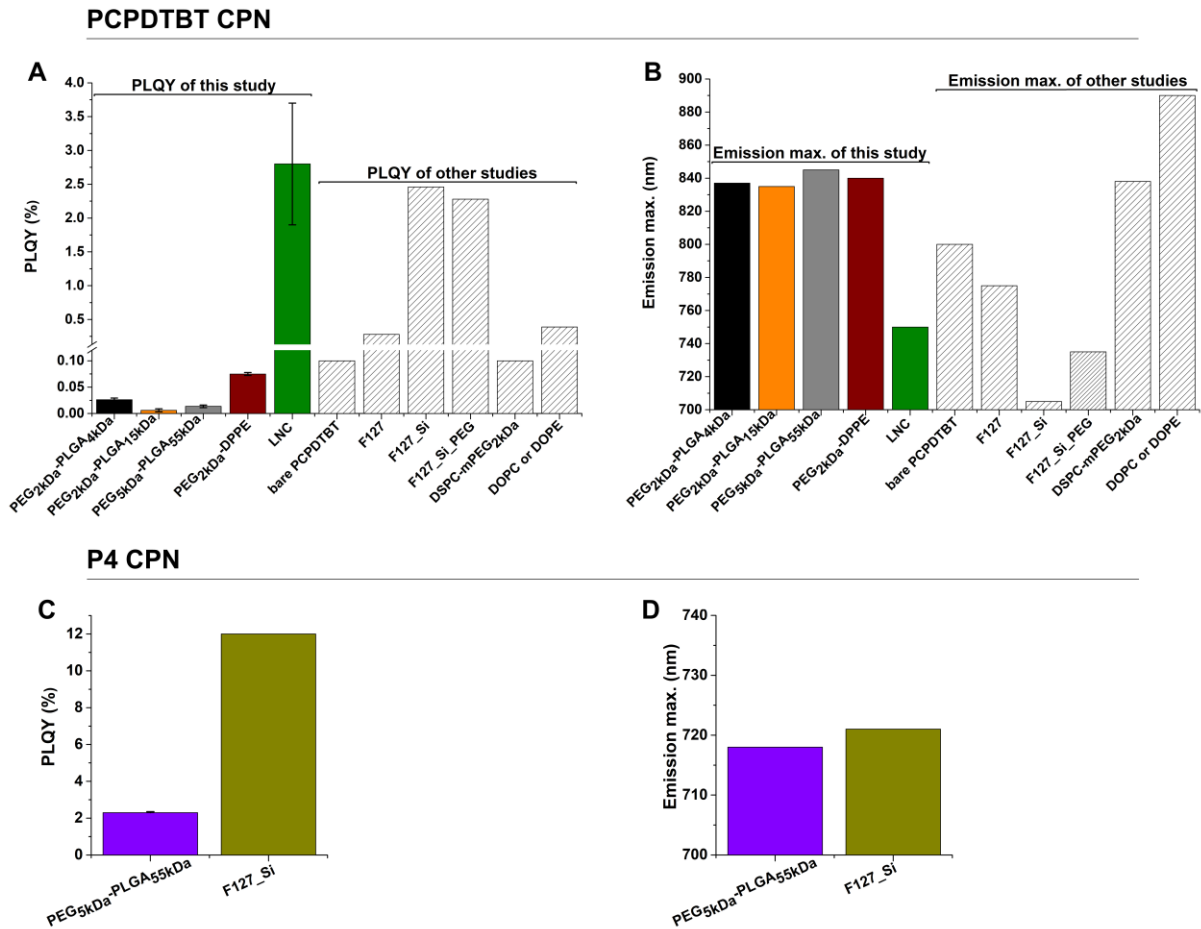 PCPDTBT CPN
A
PLQY of this study
PLQY of other studies
PLQY (%)
4.0
3.5
3.0
2.5
2.0
1.5
1.0
0.5
0.10
0.05
0.00
PEG2kDa-PLGA4kDa
PEG2kDa-PLGA15kDa
PEG5kDa-PLGA55kDa
PEG2kDa-DPPE
LNC
bare PCPDTBT
F127
F127_Si
F127_Si_PEG
DSPC-mPEG2kDa
DOPC or DOPE
B
Emission max. of other studies
Emission max. of this study
Emission max. (nm)
900
880
860
840
820
800
780
760
740
720
700
PEG2kDa-PLGA4kDa
PEG2kDa-PLGA15kDa
PEG5kDa-PLGA55kDa
PEG2kDa-DPPE
LNC
bare PCPDTBT
F127
F127_Si
F127_Si_PEG
DSPC-mPEG2kDa
DOPC or DOPE
P4 CPN
C
PLQY (%)
12
10
8
6
4
2
0
PEG5kDa-PLGA55kDa
F127_Si
D
Emission max. (nm)
740
730
720
710
700
PEG5kDa-PLGA55kDa
F127_Si